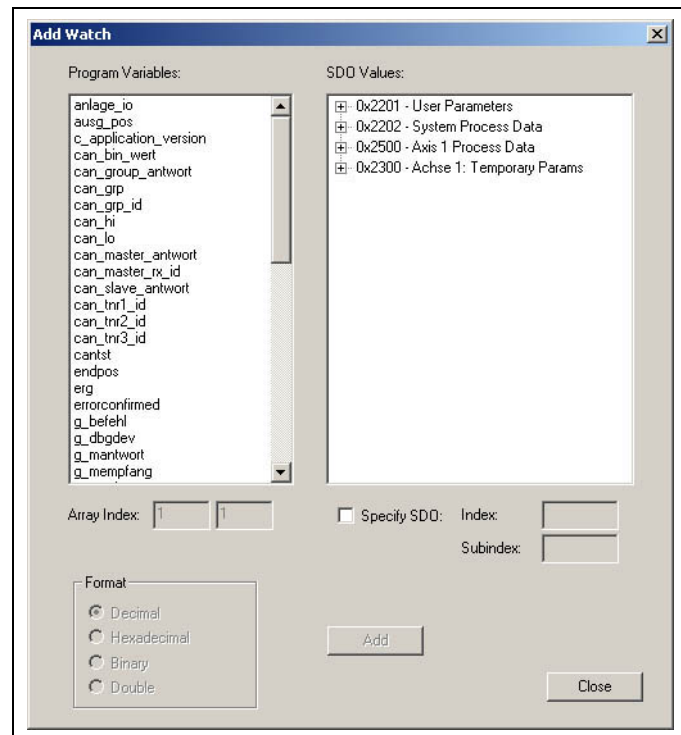 Add Watch
Program Variables:
anlage_io
ausg_pos
c_application_version
can_bin_wert
can_group_antwort
can_grp
can_grp_id
can_hi
can_lo
can_master_antwort
can_master_rx_id
can_slave_antwort
can_tnr1_id
can_tnr2_id
can_tnr3_id
cantst
endpos
erg
errorconfirmed
g_befehl
g_dbgdev
g_mantwort
g_mempfang
SDO Values:
0x2201 - User Parameters
0x2202 - System Process Data
0x2500 - Axis 1 Process Data
0x2300 - Achse 1: Temporary Params
Array Index: 1 1
Specify SDO: Index:
Subindex:
Format
Decimal
Hexadecimal
Binary
Double
Add
Close